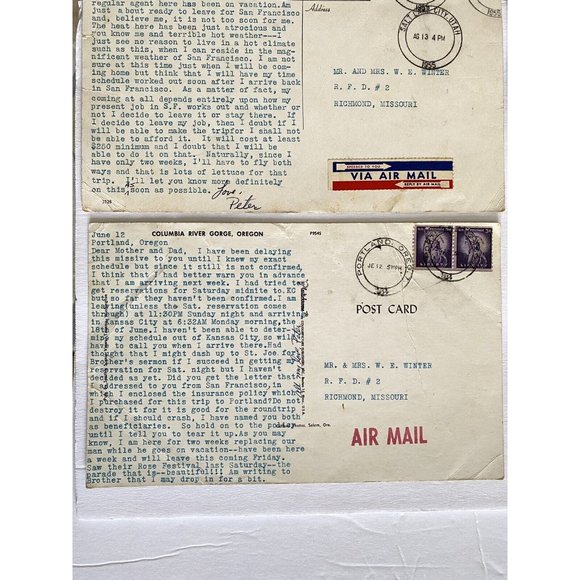 regular agent here has been on vacation.Am
just about ready to leave for San Francisco
and, believe me, it is not too soon for me.
The heat here has been just atrocious and
you know me and terrible hot weather---I
just see no reason to live in a hot climate
such as this, when I can reside in the mag-
nificent weather of San Francisco. I am not
sure at this time just when I will be com-
ing home but think that I will have my time
schedule worked out soon after I arrive back
in San Francisco. As a matter of fact, my
coming at all depends entirely upon how my
present job in S.F. works out and whether or
not I decide to leave it or stay there. If
I decide to leave my job, then I doubt if I
will be able to make the tripfor I shall not
be able to afford it. It will cost at least
$250 minimum and I doubt that I will be
able to do it on that. Naturally, since I
have only two weeks, I'll have to fly both
ways and that is lots of lettuce for that
trip. I'll let you know more definitely
on this as soon as possible. Love,
Peter
Address
SALT LAKE CITY, UTAH
AG 13 4 PM
1955
MR. AND MRS. W. E. WINTER
R. F. D. # 2
RICHMOND, MISSOURI
VIA AIR MAIL
REPLY BY AIR MAIL
June 12
COLUMBIA RIVER GORGE, OREGON
P9545
Portland, Oregon
Dear Mother and Dad, I have been delaying
this missive to you until I knew my exact
schedule but since it still isn't confirmed,
I think that I had better warn you in advance
that I am arriving next week. I had tried to
get reservations for Saturday midnite to.KC
but so far they haven't been confirmed.I am
leaving(unless the Sat. reservation comes
through) at 11:30PM Sunday night and arriving
in Kansas City at 6:32AM Monday morning,the
18th of June.I haven't been able to deter-
mine my schedule out of Kansas City, so will
have to call you when I arrive there.Had
thought that I might dash up to St. Joe for
Brother's sermon if I succeed in getting my
reservation for Sat. night but I haven't
decided as yet. Did you get the letter that
I addressed to you from San Francisco,in
which I enclosed the insurance policy which
I purchased for this trip to Portland?Do not
destroy it for it is good for the roundtrip
and if I should crash, I have named you both
as beneficiaries. So hold on to the policy
until I tell you to tear it up.As you may
know, I am here for two weeks replacing our
man while he goes on vacation--have been here
a week and will leave this coming Friday.
Saw their Rose Festival last Saturday--the
parade that is--beautiful!I Am writing to
Brother that I may drop in for a bit.
All my love, Peter
Salem, Ore.
PORTLAND, OREG.
JE 12 5 PM
POST CARD
MR. & MRS. W. E. WINTER
R. F. D. # 2
RICHMOND, MISSOURI
AIR MAIL